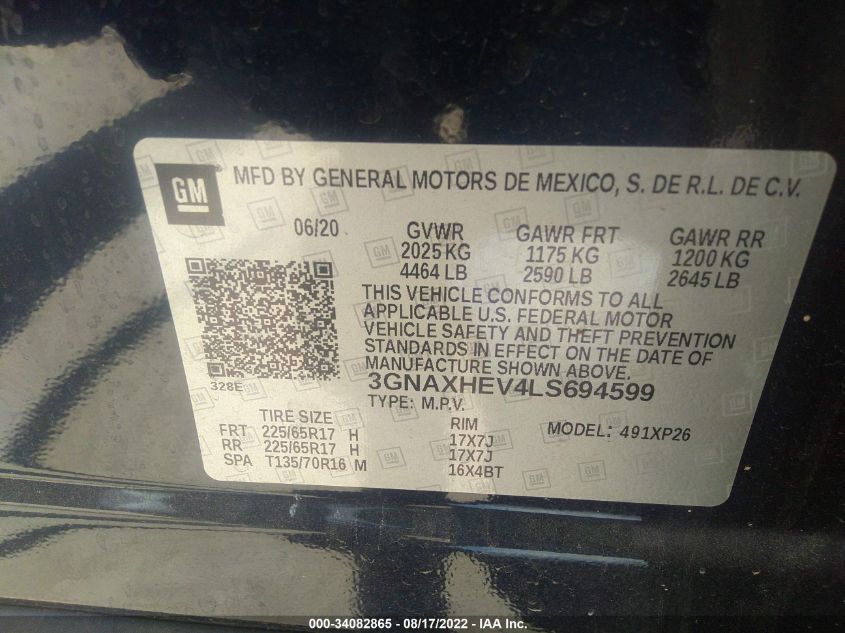 GM MFD BY GENERAL MOTORS DE MEXICO, S. DE R.L. DE C.V.
06/20 GVWR GAWR FRT GAWR RR
2025 KG 1175 KG 1200 KG
4464 LB 2590 LB 2645 LB
THIS VEHICLE CONFORMS TO ALL
APPLICABLE U.S. FEDERAL MOTOR
VEHICLE SAFETY AND THEFT PREVENTION
STANDARDS IN EFFECT ON THE DATE OF
MANUFACTURE SHOWN ABOVE.
328E 3GNAXHEV4LS694599
TYPE: M.P.V.
TIRE SIZE RIM MODEL: 491XP26
FRT 225/65R17 H 17X7J
RR 225/65R17 H 17X7J
SPA T135/70R16 M 16X4BT
000-34082865 - 08/17/2022 - IAA Inc.